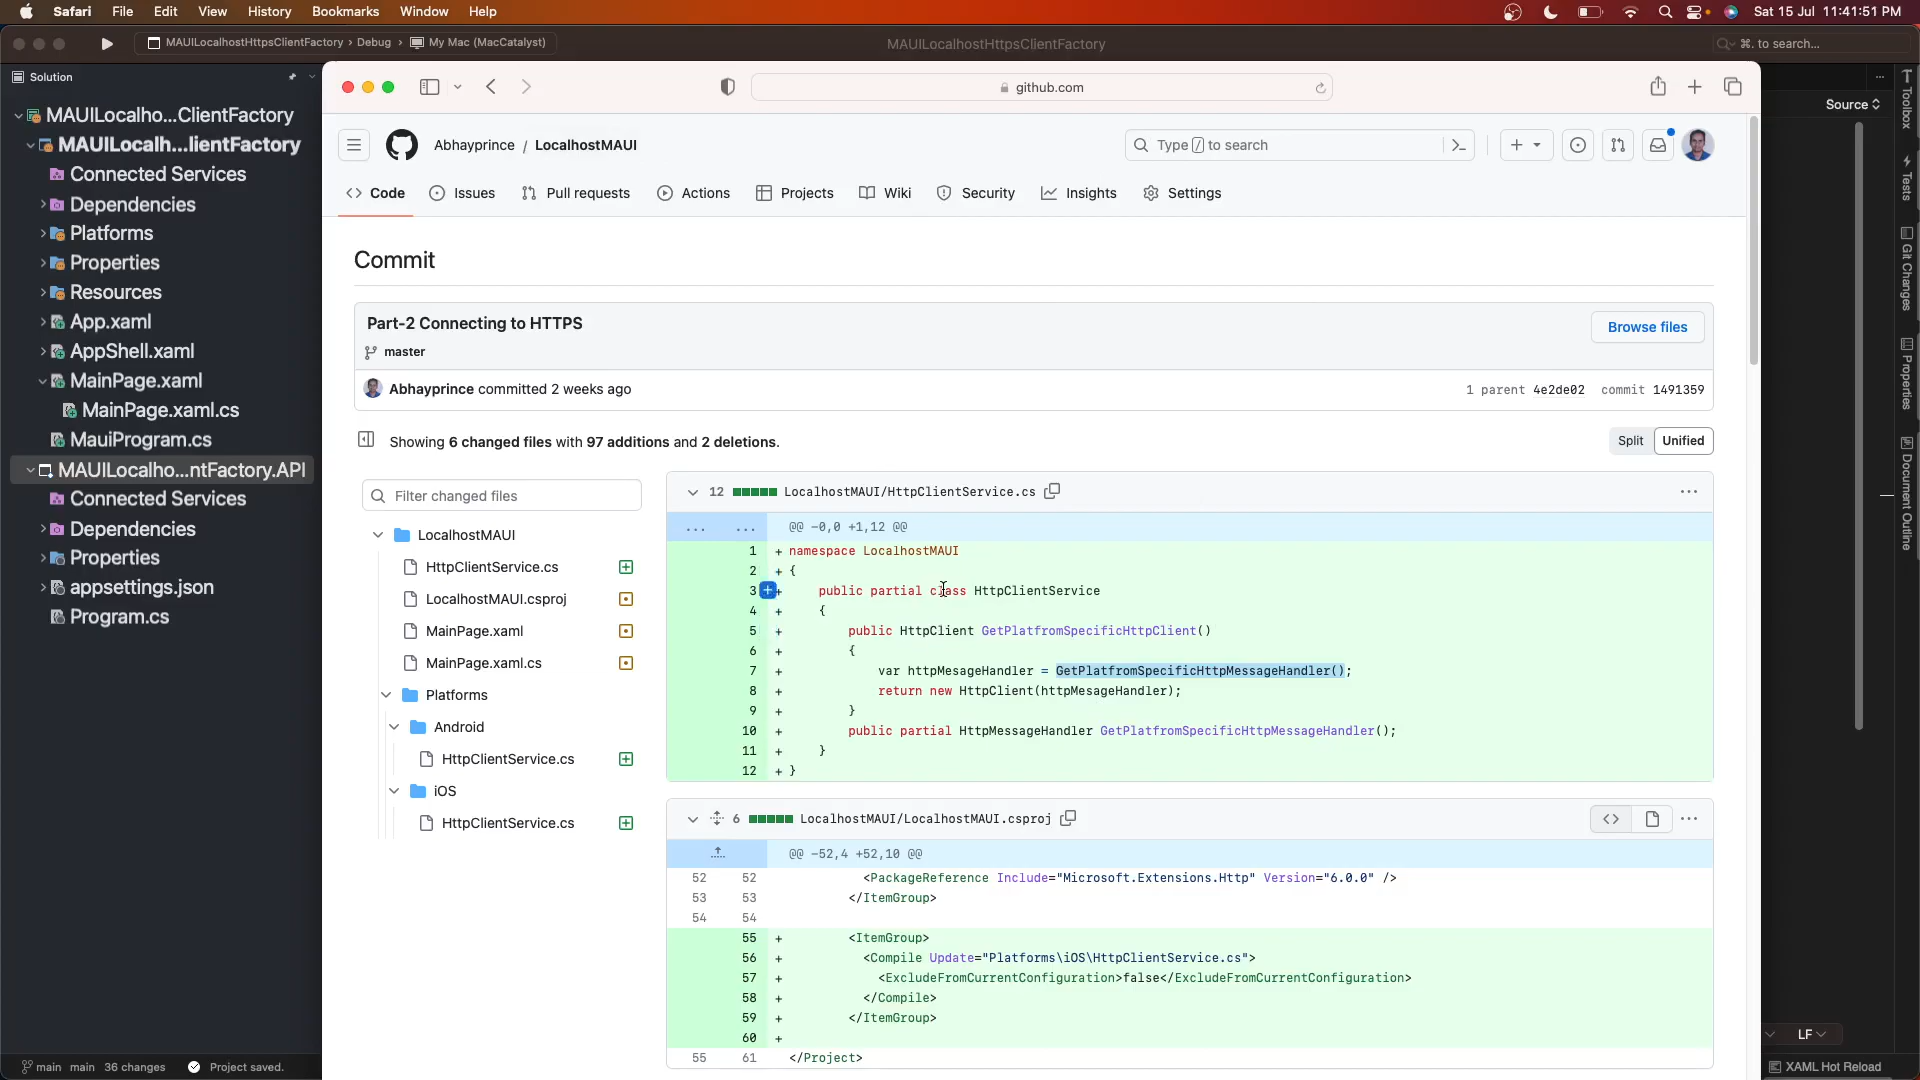 Safari File Edit View History Bookmarks Window Help Sat 15 Jul 11:41:51 PM
MAUILocalhostHttpsClientFactory › Debug › My Mac (MacCatalyst) MAUILocalhostHttpsClientFactory ⌘. to search...
Solution
MAUILocalho...ClientFactory
MAUILocalh...lientFactory
Connected Services
Dependencies
Platforms
Properties
Resources
App.xaml
AppShell.xaml
MainPage.xaml
MainPage.xaml.cs
MauiProgram.cs
MAUILocalho...ntFactory.API
Connected Services
Dependencies
Properties
appsettings.json
Program.cs
main main 36 changes Project saved.
github.com
Abhayprince / LocalhostMAUI Type / to search
Code Issues Pull requests Actions Projects Wiki Security Insights Settings
Commit
Part-2 Connecting to HTTPS Browse files
master
Abhayprince committed 2 weeks ago 1 parent 4e2de02 commit 1491359
Showing 6 changed files with 97 additions and 2 deletions. Split Unified
Filter changed files
LocalhostMAUI
HttpClientService.cs
LocalhostMAUI.csproj
MainPage.xaml
MainPage.xaml.cs
Platforms
Android
HttpClientService.cs
iOS
HttpClientService.cs
12 LocalhostMAUI/HttpClientService.cs ...
... ... @@ -0,0 +1,12 @@
1 + namespace LocalhostMAUI
2 + {
3 + public partial class HttpClientService
4 + {
5 + public HttpClient GetPlatfromSpecificHttpClient()
6 + {
7 + var httpMesageHandler = GetPlatfromSpecificHttpMessageHandler();
8 + return new HttpClient(httpMesageHandler);
9 + }
10 + public partial HttpMessageHandler GetPlatfromSpecificHttpMessageHandler();
11 + }
12 + }
6 LocalhostMAUI/LocalhostMAUI.csproj <> ...
@@ -52,4 +52,10 @@
52 52 <PackageReference Include="Microsoft.Extensions.Http" Version="6.0.0" />
53 53 </ItemGroup>
54 54
55 + <ItemGroup>
56 + <Compile Update="Platforms\iOS\HttpClientService.cs">
57 + <ExcludeFromCurrentConfiguration>false</ExcludeFromCurrentConfiguration>
58 + </Compile>
59 + </ItemGroup>
60 +
55 61 </Project>
Source
Toolbox
Tests
Git Changes
Properties
Document Outline
LF
XAML Hot Reload